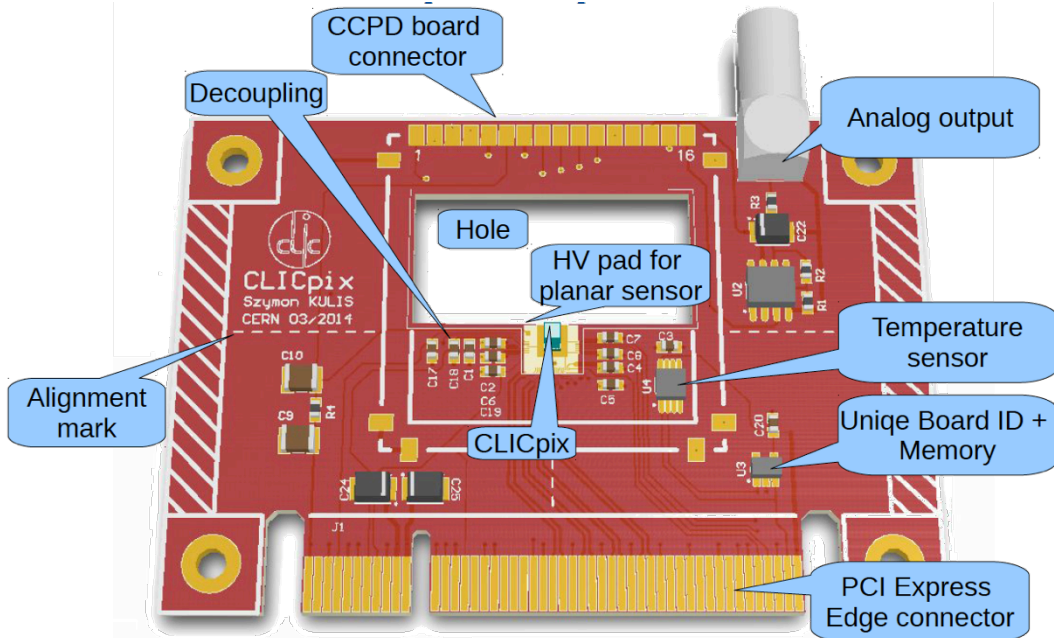 CCPD board
connector
Decoupling
Analog output
1
16
R3
C22
Hole
CLIC
CLICpix
Szymon KULIS
CERN 03/2014
HV pad for
planar sensor
U2
R2
R1
Temperature
sensor
C10
C9
R4
C17
C18
C1
C2
C6
C19
C7
C8
C4
C5
C3
U4
Alignment
mark
CLICpix
C20
U3
Uniqe Board ID +
Memory
C24
C25
J1
PCI Express
Edge connector